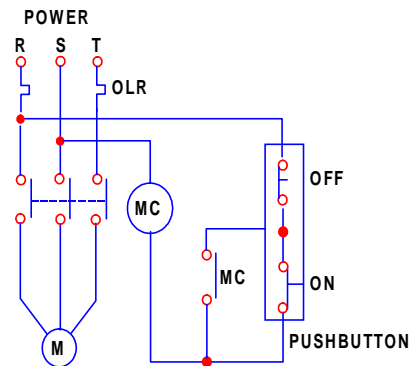 POWER
R S T
OLR
OFF
MC
MC
ON
PUSHBUTTON
M